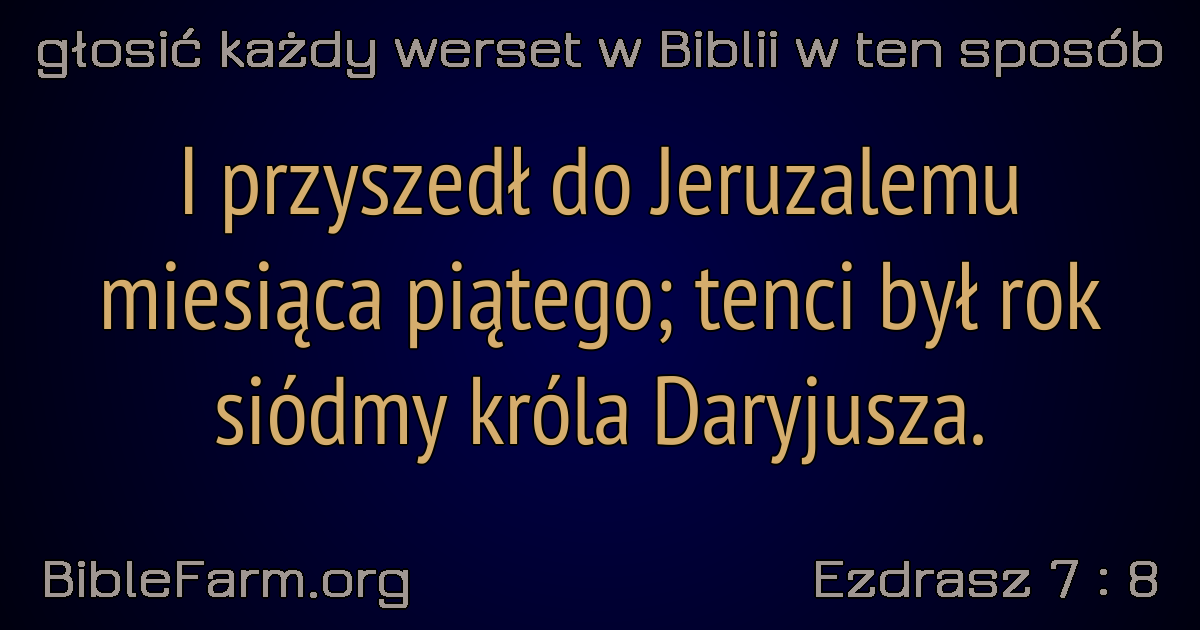 głosić każdy werset w Biblii w ten sposób
I przyszedł do Jeruzalemu
miesiąca piątego; tenci był rok
siódmy króla Daryjusza.
BibleFarm.org
Ezdrasz 7 : 8